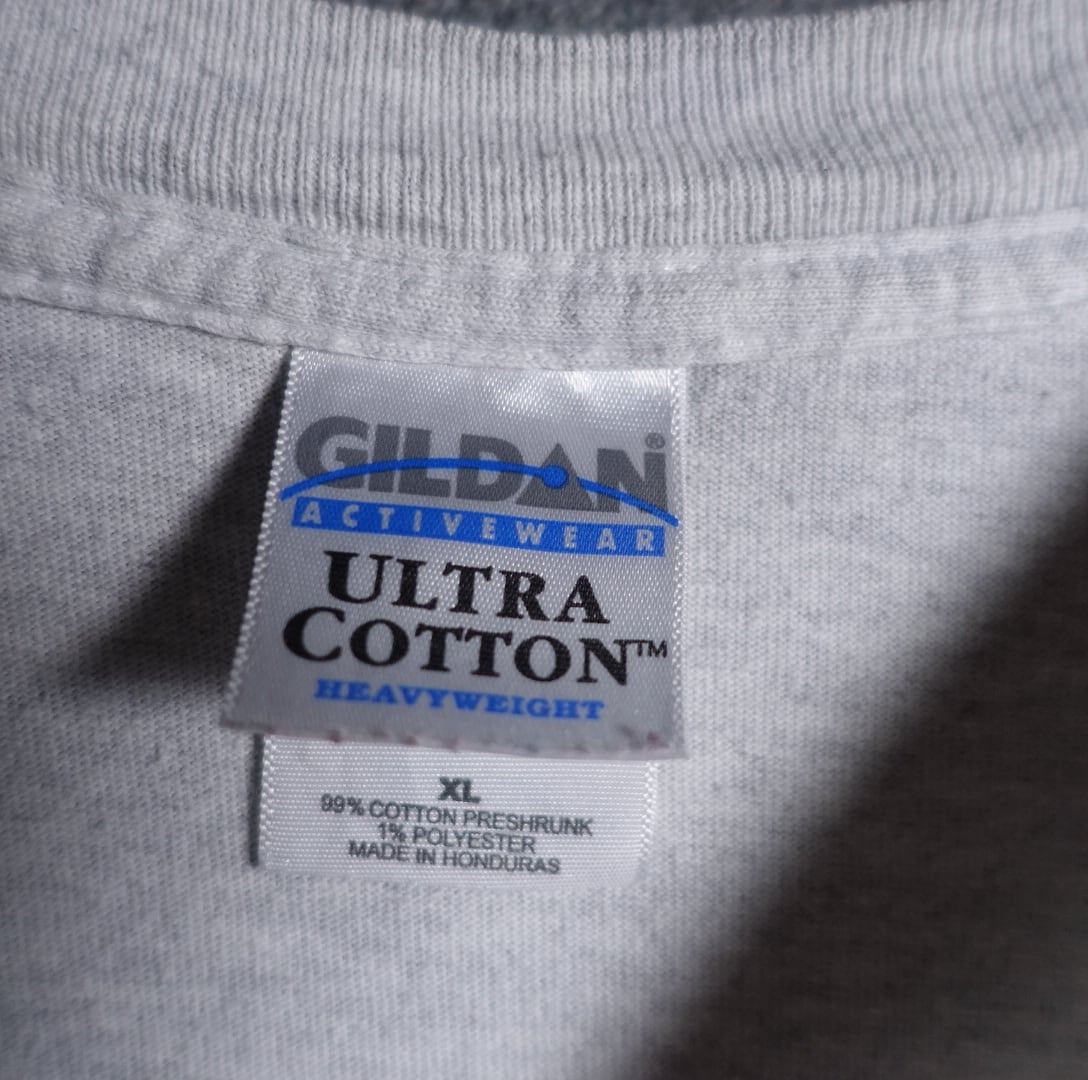 GILDAN®
ACTIVEWEAR
ULTRA
COTTON™
HEAVYWEIGHT
XL
99% COTTON PRESHRUNK
1% POLYESTER
MADE IN HONDURAS